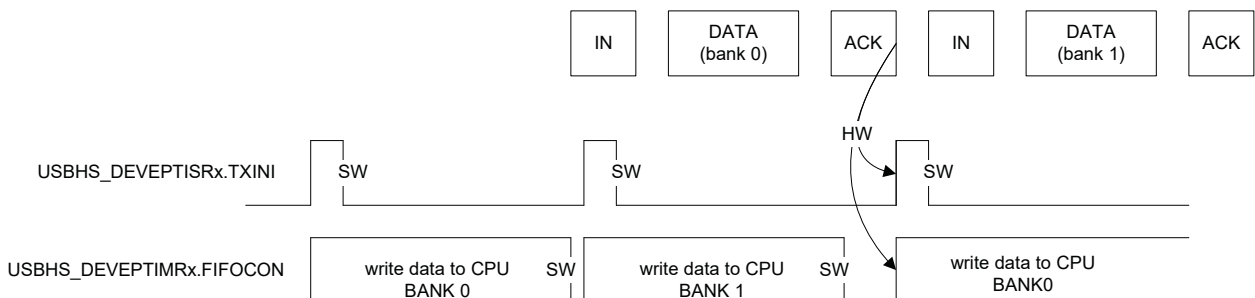 IN
DATA
(bank 0)
ACK
IN
DATA
(bank 1)
ACK
HW
USBHS_DEVEPTISRx.TXINI
SW
SW
SW
USBHS_DEVEPTIMRx.FIFOCON
write data to CPU
BANK 0
SW
write data to CPU
BANK 1
SW
write data to CPU
BANK0